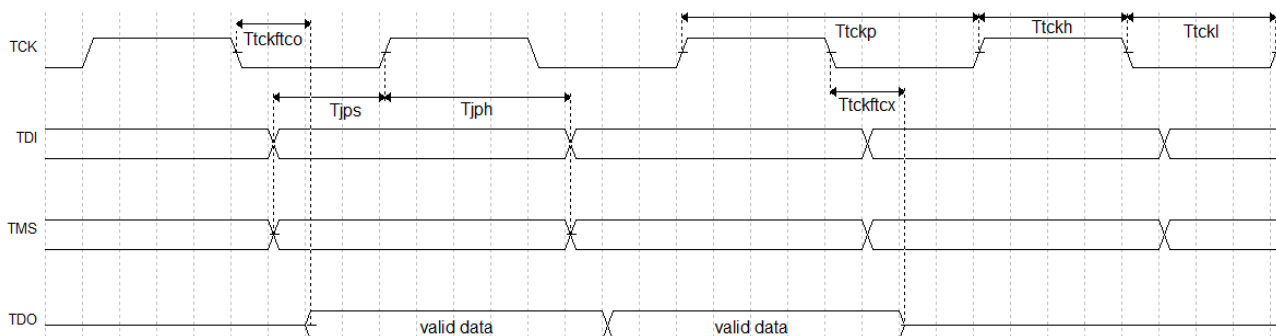 TCK
Ttckftco
Ttckp
Ttckh
Ttckl
Tjps
Tjph
Ttckftcx
TDI
TMS
TDO
valid data
valid data